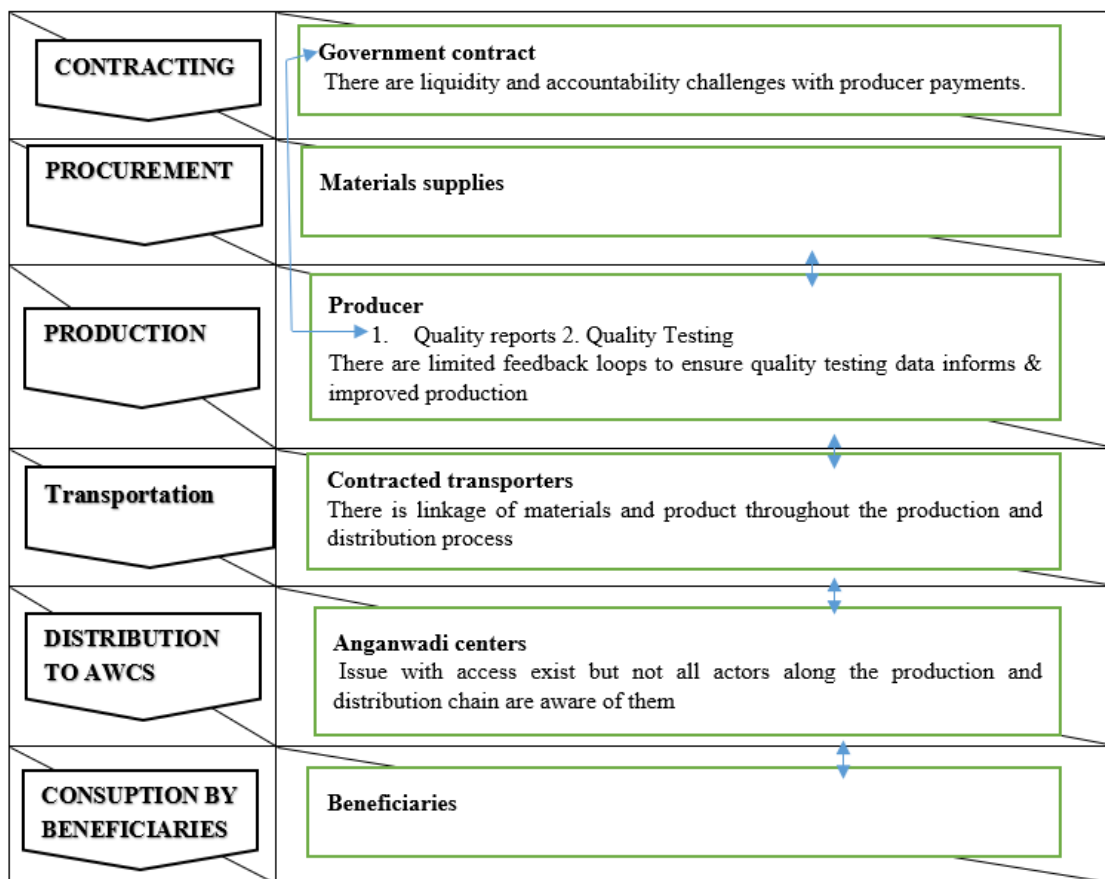 CONTRACTING
Government contract
There are liquidity and accountability challenges with producer payments.
PROCUREMENT
Materials supplies
PRODUCTION
Producer
1. Quality reports 2. Quality Testing
There are limited feedback loops to ensure quality testing data informs &
improved production
Transportation
Contracted transporters
There is linkage of materials and product throughout the production and
distribution process
DISTRIBUTION
TO AWCS
Anganwadi centers
Issue with access exist but not all actors along the production and
distribution chain are aware of them
CONSUPTION BY
BENEFICIARIES
Beneficiaries